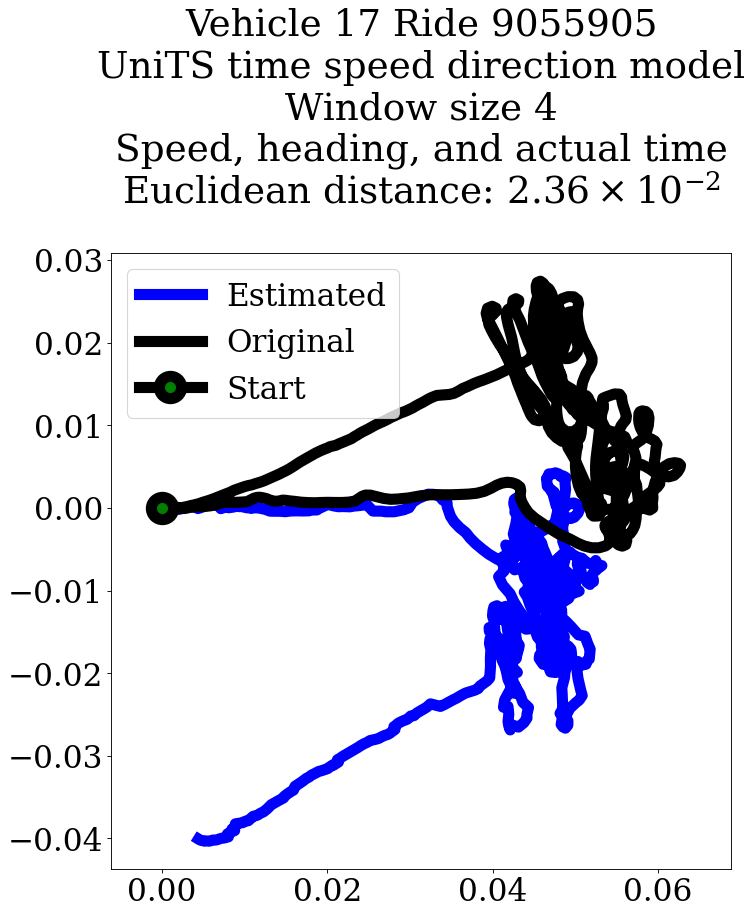 Vehicle 17 Ride 9055905
UniTS time speed direction model
Window size 4
Speed, heading, and actual time
Euclidean distance: 2.36 × 10⁻²
0.03
0.02
0.01
0.00
−0.01
−0.02
−0.03
−0.04
Estimated
Original
Start
0.00 0.02 0.04 0.06